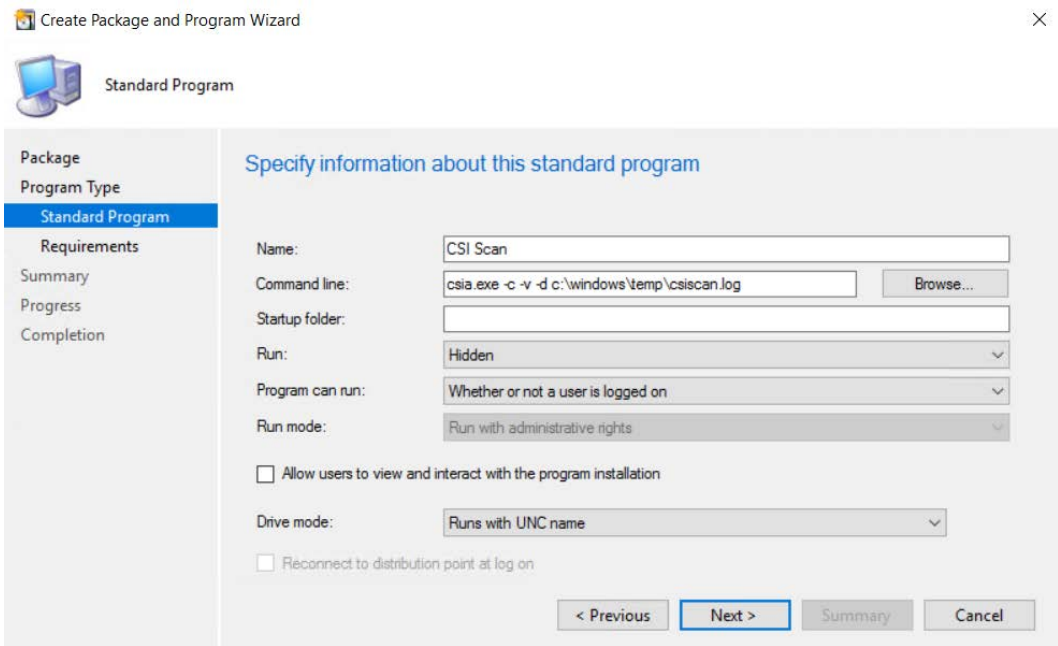 Create Package and Program Wizard
Standard Program
Package
Program Type
Standard Program
Requirements
Summary
Progress
Completion
Specify information about this standard program
Name: CSI Scan
Command line: csia.exe -c -v -d c:\windows\temp\csiscan.log Browse...
Startup folder:
Run: Hidden
Program can run: Whether or not a user is logged on
Run mode: Run with administrative rights
Allow users to view and interact with the program installation
Drive mode: Runs with UNC name
Reconnect to distribution point at log on
< Previous Next > Summary Cancel